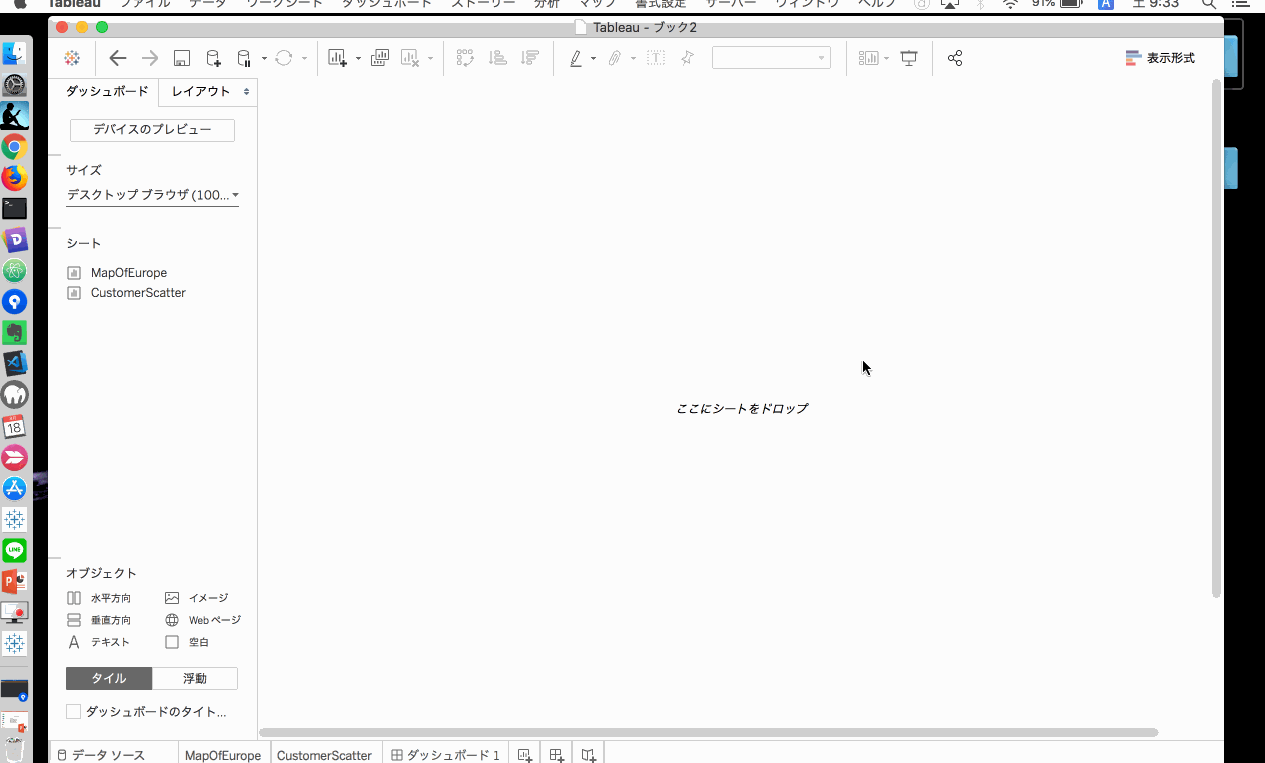 Tableau ファイル データ ワークシート ダッシュボード ストーリー 分析 マップ 書式設定 サーバー ウィンドウ ヘルプ 91% A 土 9:33
Tableau - ブック2
表示形式
ダッシュボード レイアウト
デバイスのプレビュー
サイズ
デスクトップ ブラウザ (100...
シート
MapOfEurope
CustomerScatter
ここにシートをドロップ
オブジェクト
水平方向 イメージ
垂直方向 Web ページ
テキスト 空白
タイル 浮動
ダッシュボードのタイト...
データ ソース MapOfEurope CustomerScatter ダッシュボード 1
18
LINE